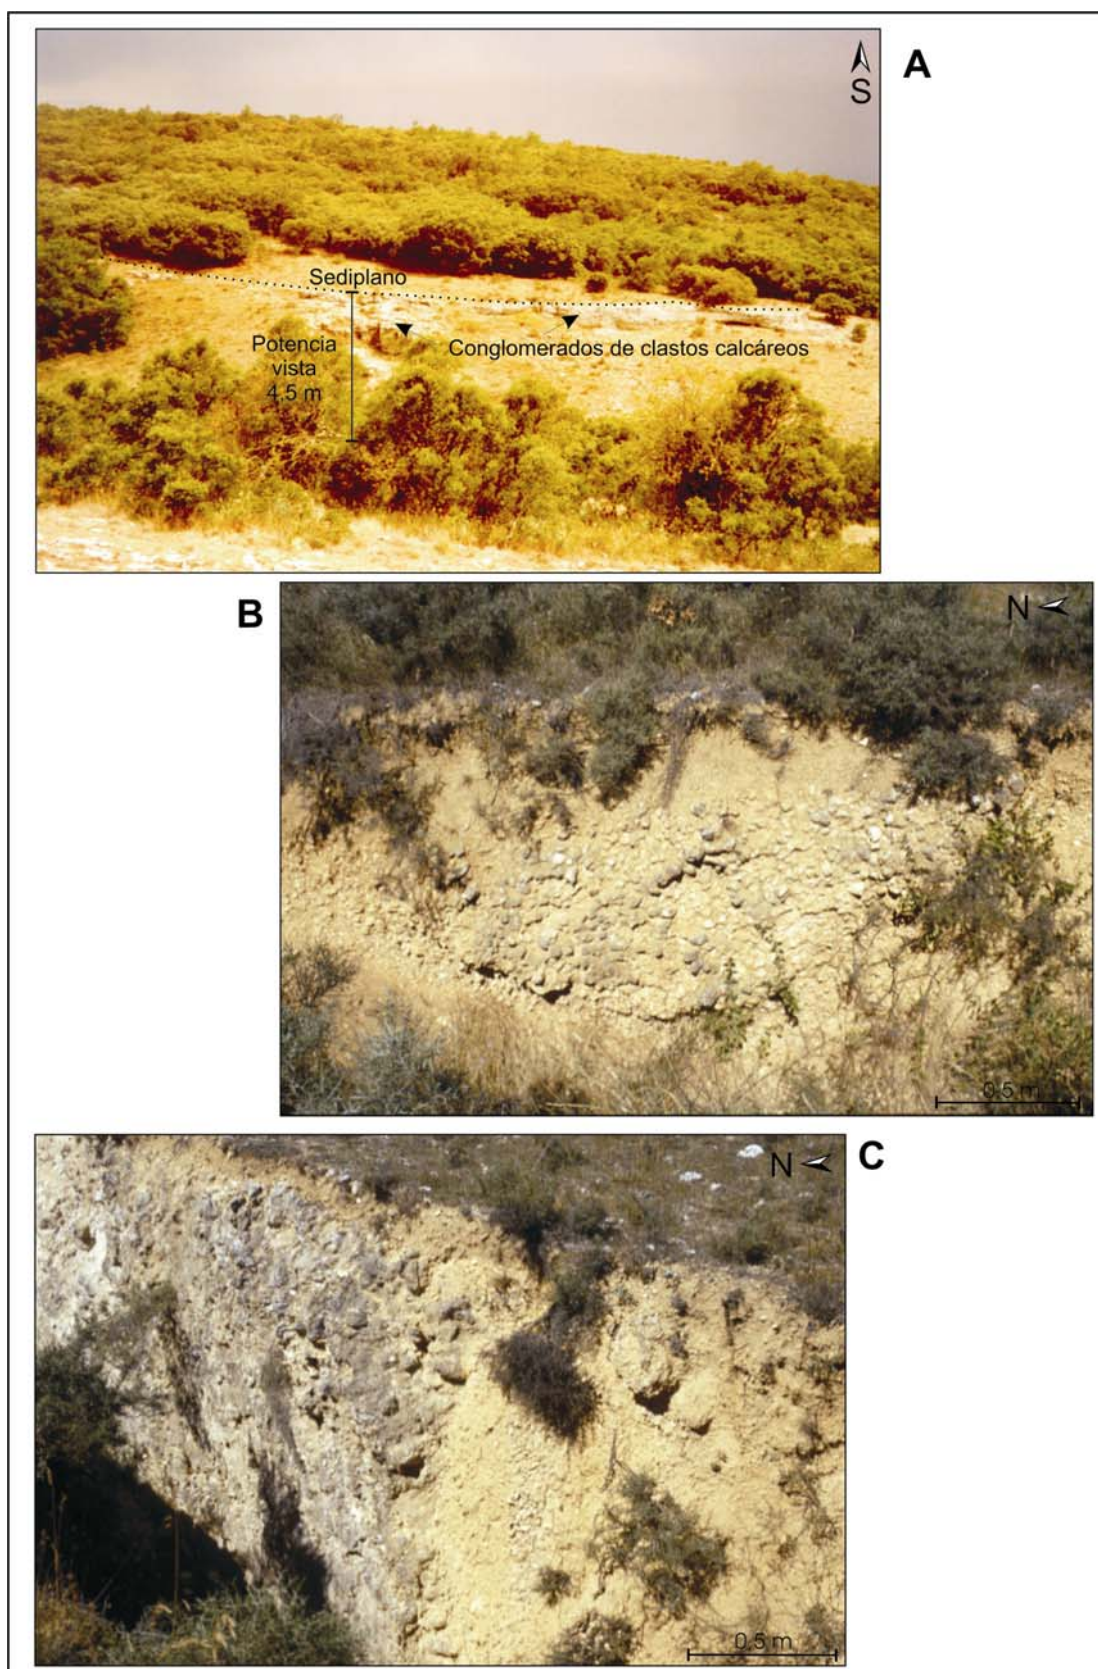 A
S
Sediplano
Potencia
vista
4.5 m
Conglomerados de clastos calcáreos
B
N
0.5 m
C
N
0.5 m